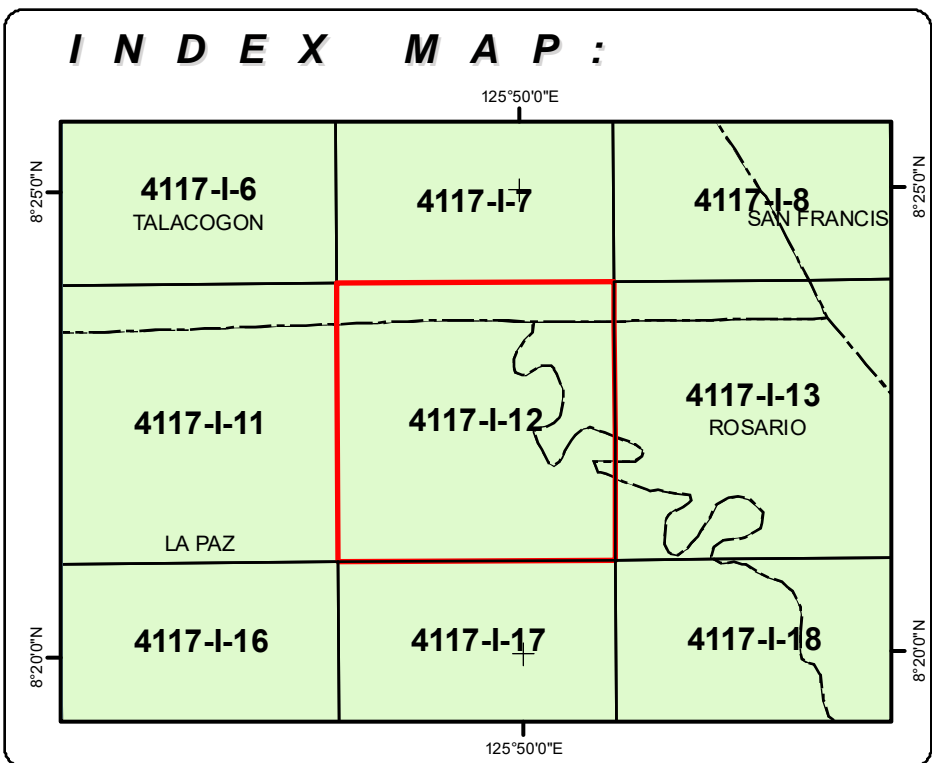 INDEX MAP:
125°50'0"E
8°25'0"N
8°25'0"N
4117-I-6
4117-I-7
4117-I-8
TALACOGON
SAN FRANCIS
4117-I-11
4117-I-12
4117-I-13
ROSARIO
LA PAZ
4117-I-16
4117-I-17
4117-I-18
8°20'0"N
8°20'0"N
125°50'0"E